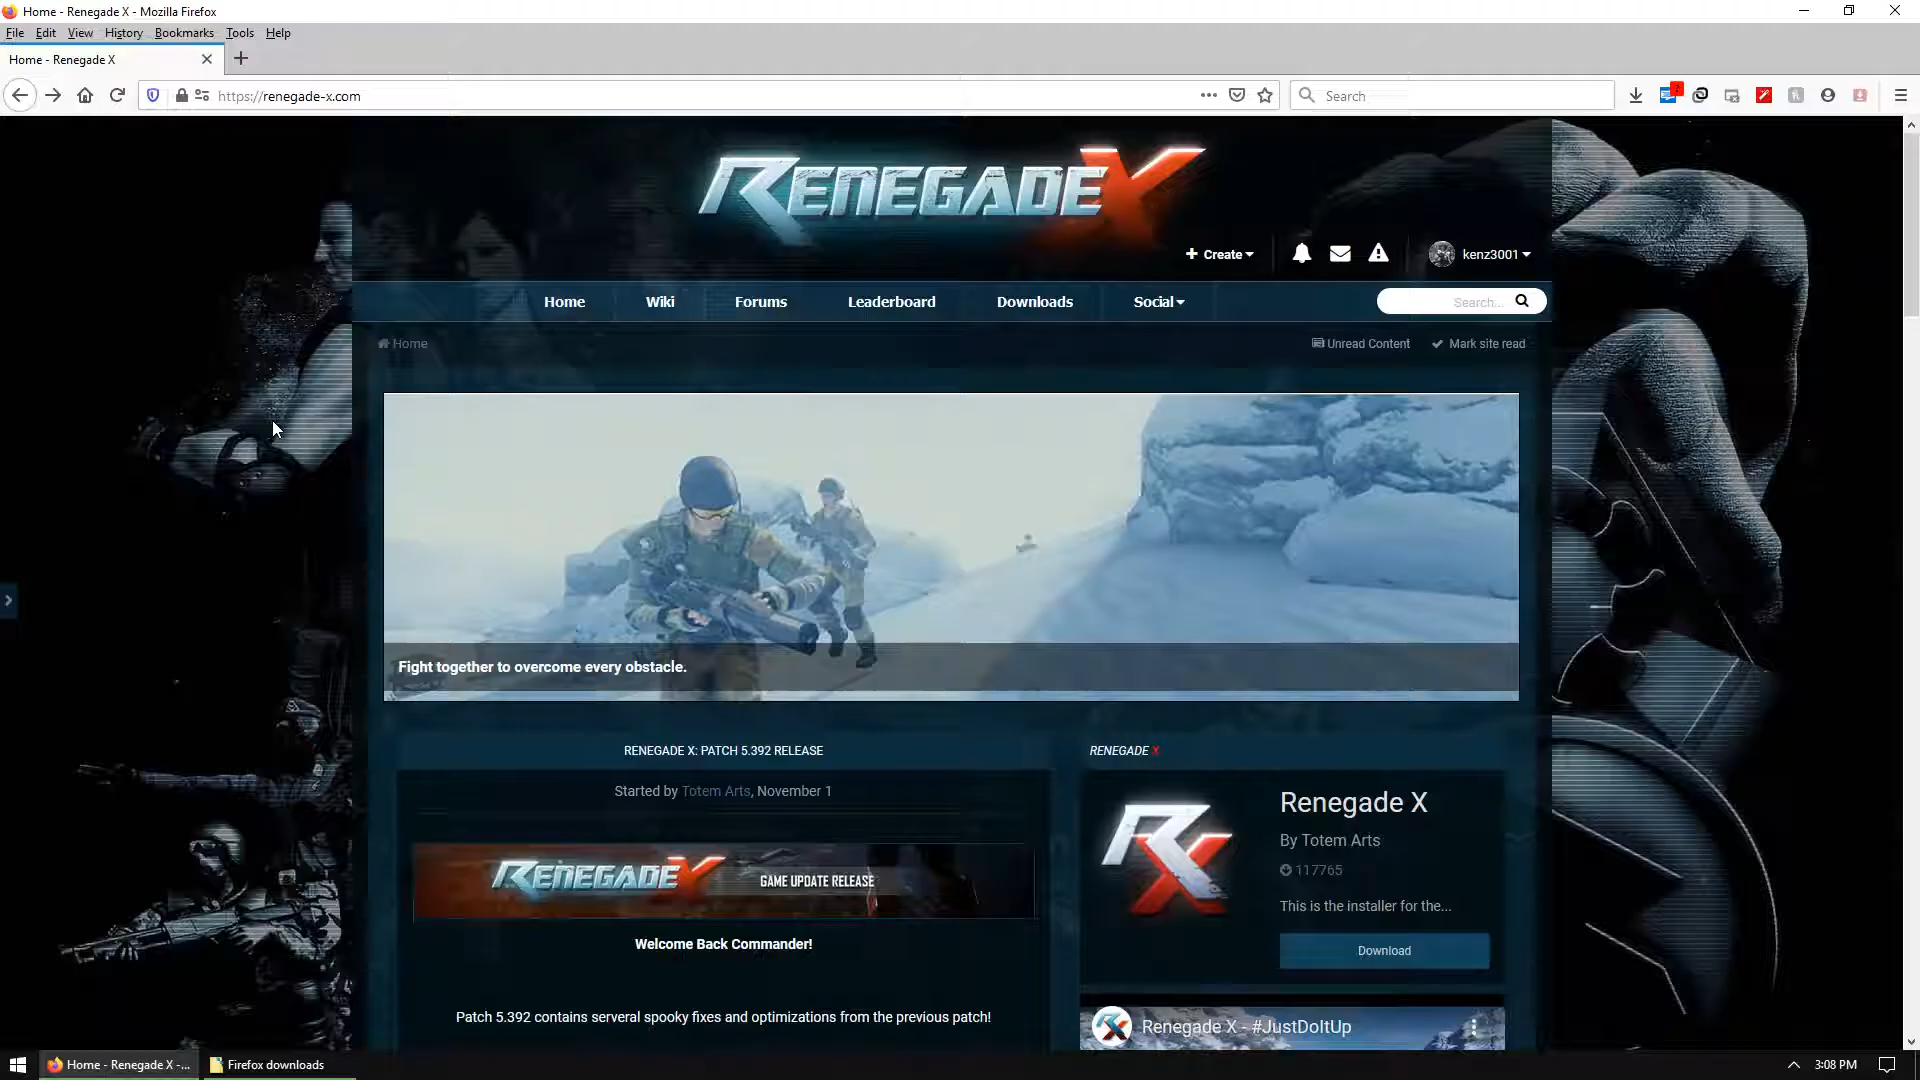 Home - Renegade X - Mozilla Firefox
File Edit View History Bookmarks Tools Help
Home - Renegade X
https://renegade-x.com
Search
RENEGADE X
Create
kenz3001
Home Wiki Forums Leaderboard Downloads Social
Search...
Home
Unread Content Mark site read
Fight together to overcome every obstacle.
RENEGADE X: PATCH 5.392 RELEASE
Started by Totem Arts, November 1
RENEGADE X GAME UPDATE RELEASE
Welcome Back Commander!
Patch 5.392 contains serveral spooky fixes and optimizations from the previous patch!
RENEGADE X
RX
Renegade X
By Totem Arts
117765
This is the installer for the...
Download
RX
Renegade X - #JustDoItUp
Home - Renegade X -... Firefox downloads
3:08 PM